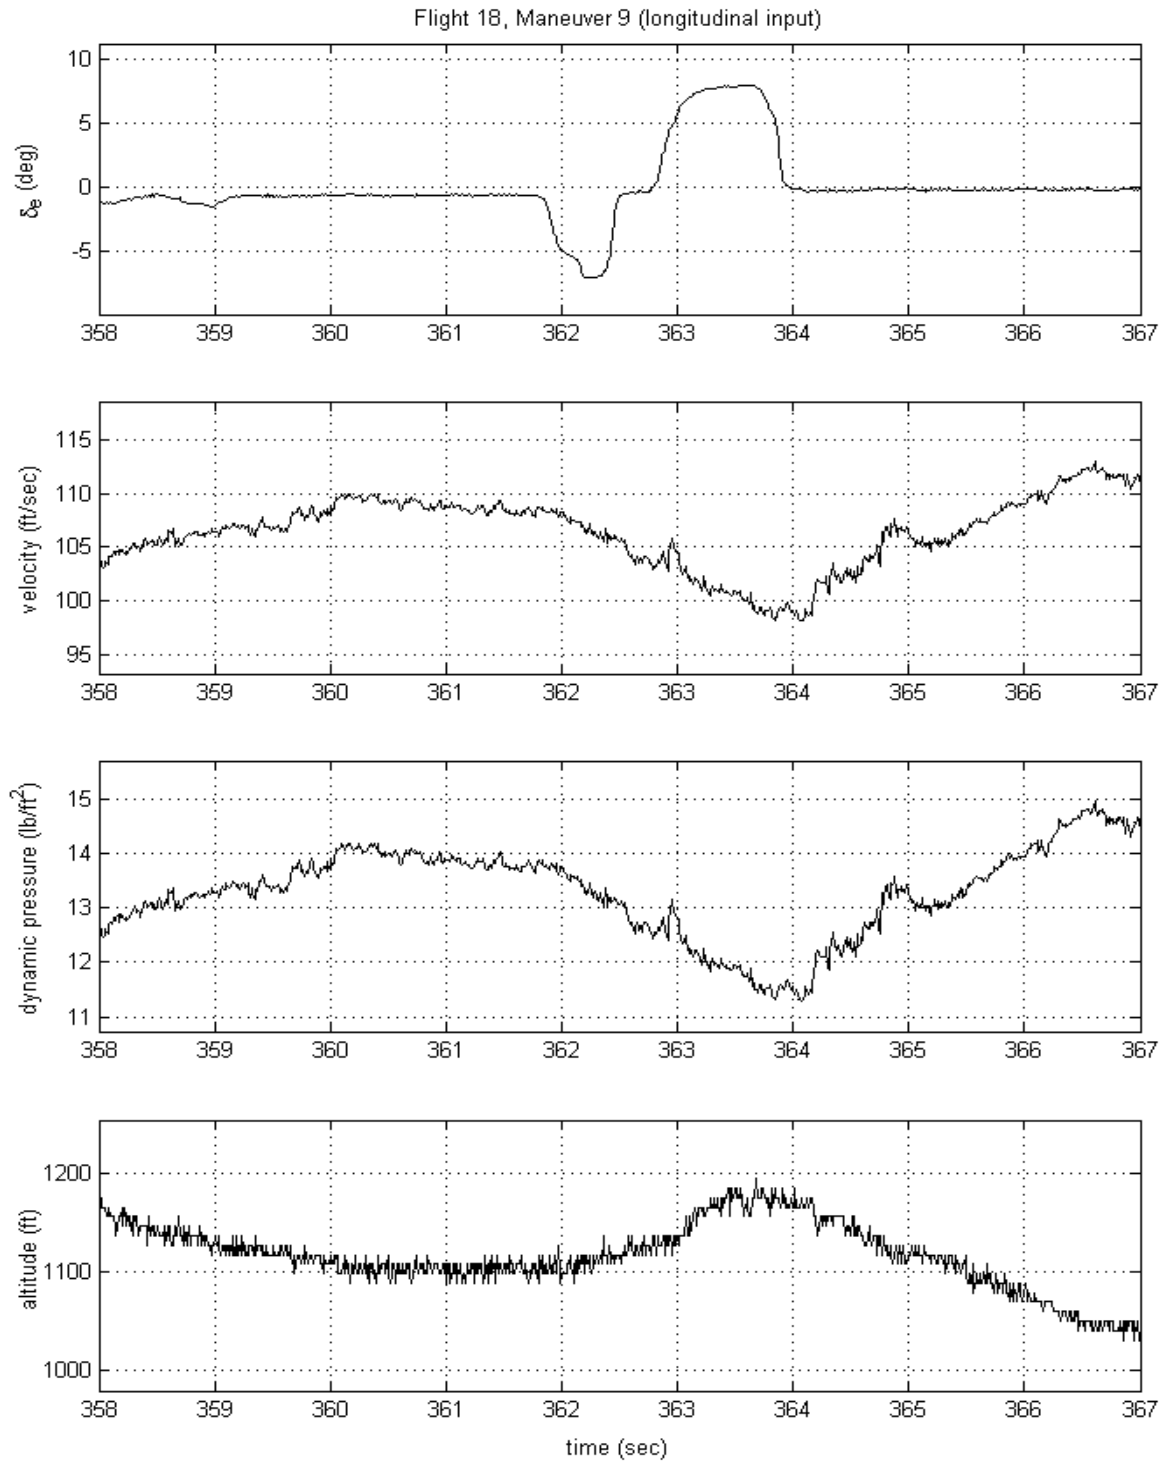 Flight 18, Maneuver 9 (longitudinal input)
δe (deg)
10
5
0
-5
358 359 360 361 362 363 364 365 366 367
velocity (ft/sec)
115
110
105
100
95
358 359 360 361 362 363 364 365 366 367
dynamic pressure (lb/ft²)
15
14
13
12
11
358 359 360 361 362 363 364 365 366 367
altitude (ft)
1200
1100
1000
358 359 360 361 362 363 364 365 366 367
time (sec)